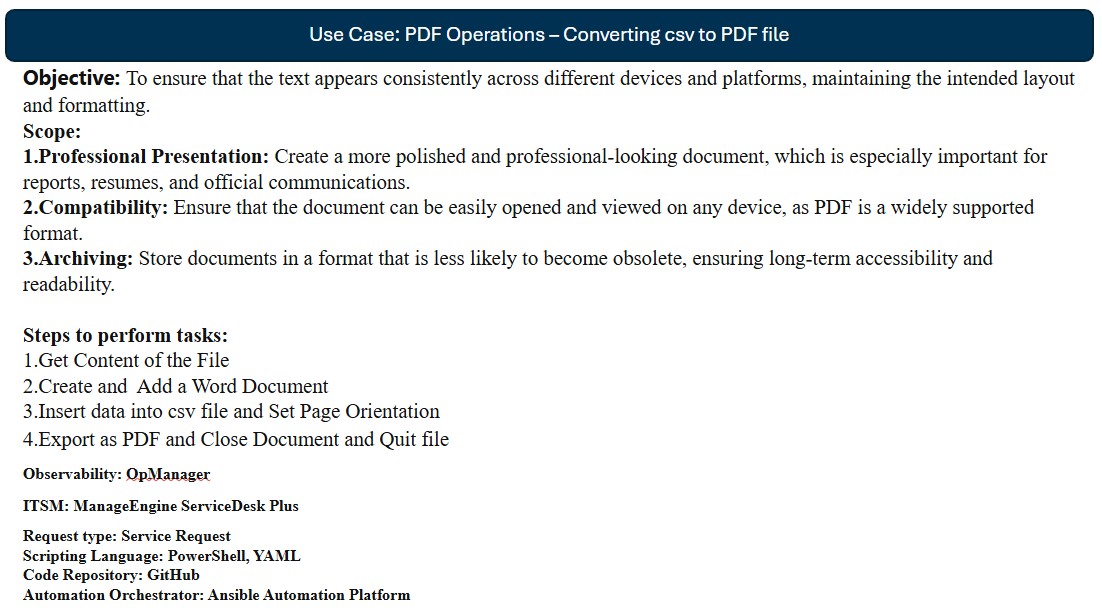 Use Case: PDF Operations – Converting csv to PDF file
Objective: To ensure that the text appears consistently across different devices and platforms, maintaining the intended layout
and formatting.
Scope:
1.Professional Presentation: Create a more polished and professional-looking document, which is especially important for
reports, resumes, and official communications.
2.Compatibility: Ensure that the document can be easily opened and viewed on any device, as PDF is a widely supported
format.
3.Archiving: Store documents in a format that is less likely to become obsolete, ensuring long-term accessibility and
readability.
Steps to perform tasks:
1.Get Content of the File
2.Create and  Add a Word Document
3.Insert data into csv file and Set Page Orientation
4.Export as PDF and Close Document and Quit file
Observability: OpManager
ITSM: ManageEngine ServiceDesk Plus
Request type: Service Request
Scripting Language: PowerShell, YAML
Code Repository: GitHub
Automation Orchestrator: Ansible Automation Platform